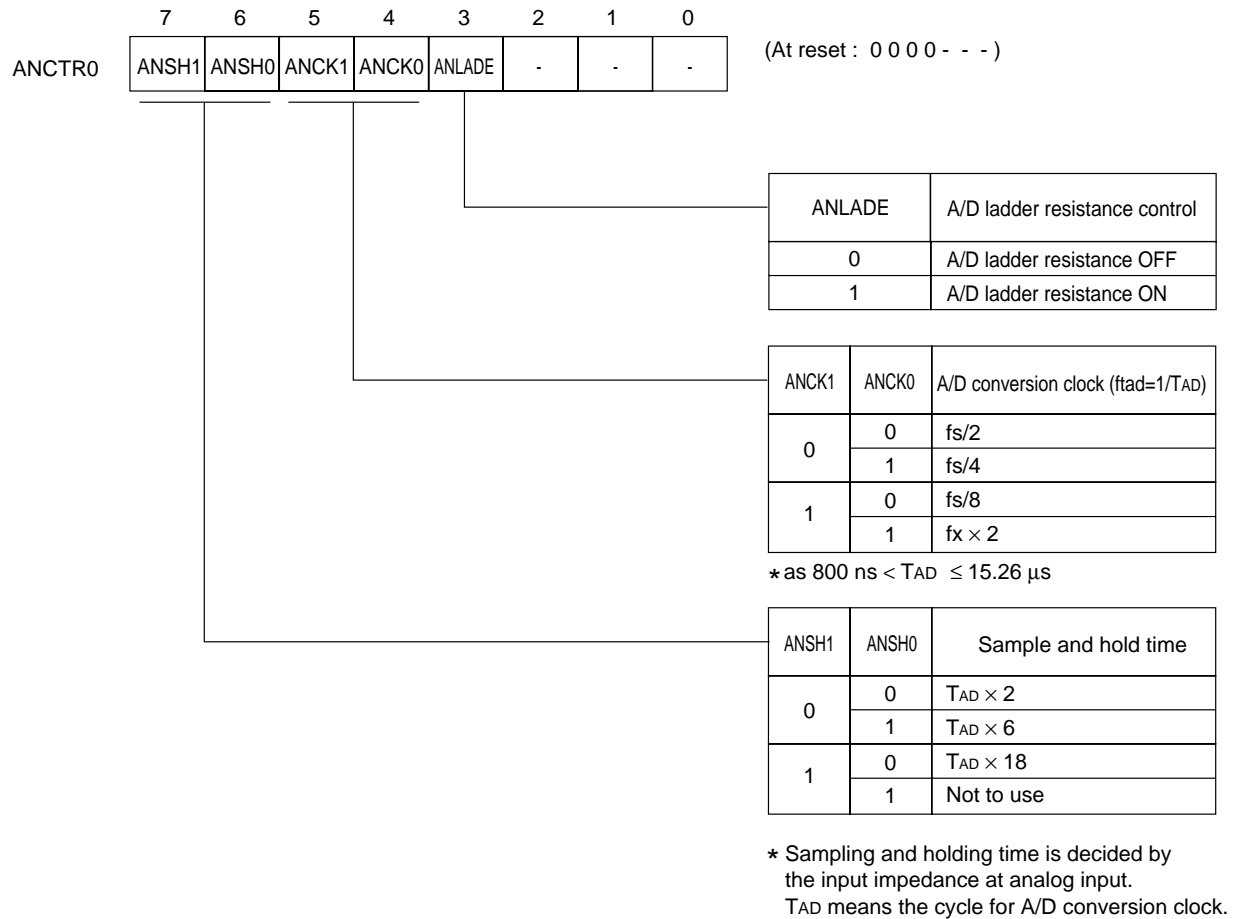 7 6 5 4 3 2 1 0
ANCTR0 ANSH1 ANSH0 ANCK1 ANCK0 ANLADE - - - (At reset : 0 0 0 0 - - - )
ANLADE A/D ladder resistance control
0 A/D ladder resistance OFF
1 A/D ladder resistance ON
ANCK1 ANCK0 A/D conversion clock (ftad=1/TAD)
0 0 fs/2
1 fs/4
1 0 fs/8
1 fx × 2
* as 800 ns < TAD ≤ 15.26 µs
ANSH1 ANSH0 Sample and hold time
0 0 TAD × 2
1 TAD × 6
1 0 TAD × 18
1 Not to use
* Sampling and holding time is decided by
the input impedance at analog input.
TAD means the cycle for A/D conversion clock.